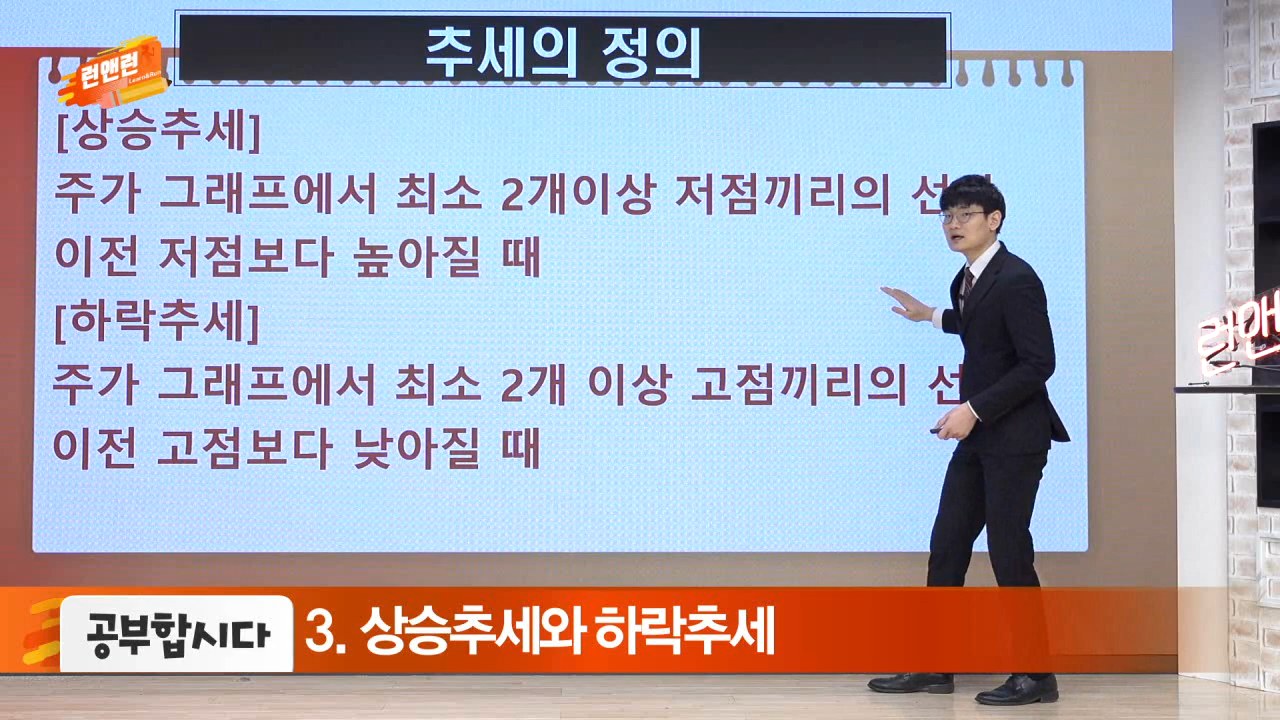 추세의 정의
런앤런
Learn&Run
[상승추세]
주가 그래프에서 최소 2개이상 저점끼리의
이전 저점보다 높아질 때
[하락추세]
주가 그래프에서 최소 2개 이상 고점끼리의
이전 고점보다 낮아질 때
런앤
공부합시다
3. 상승추세와 하락추세